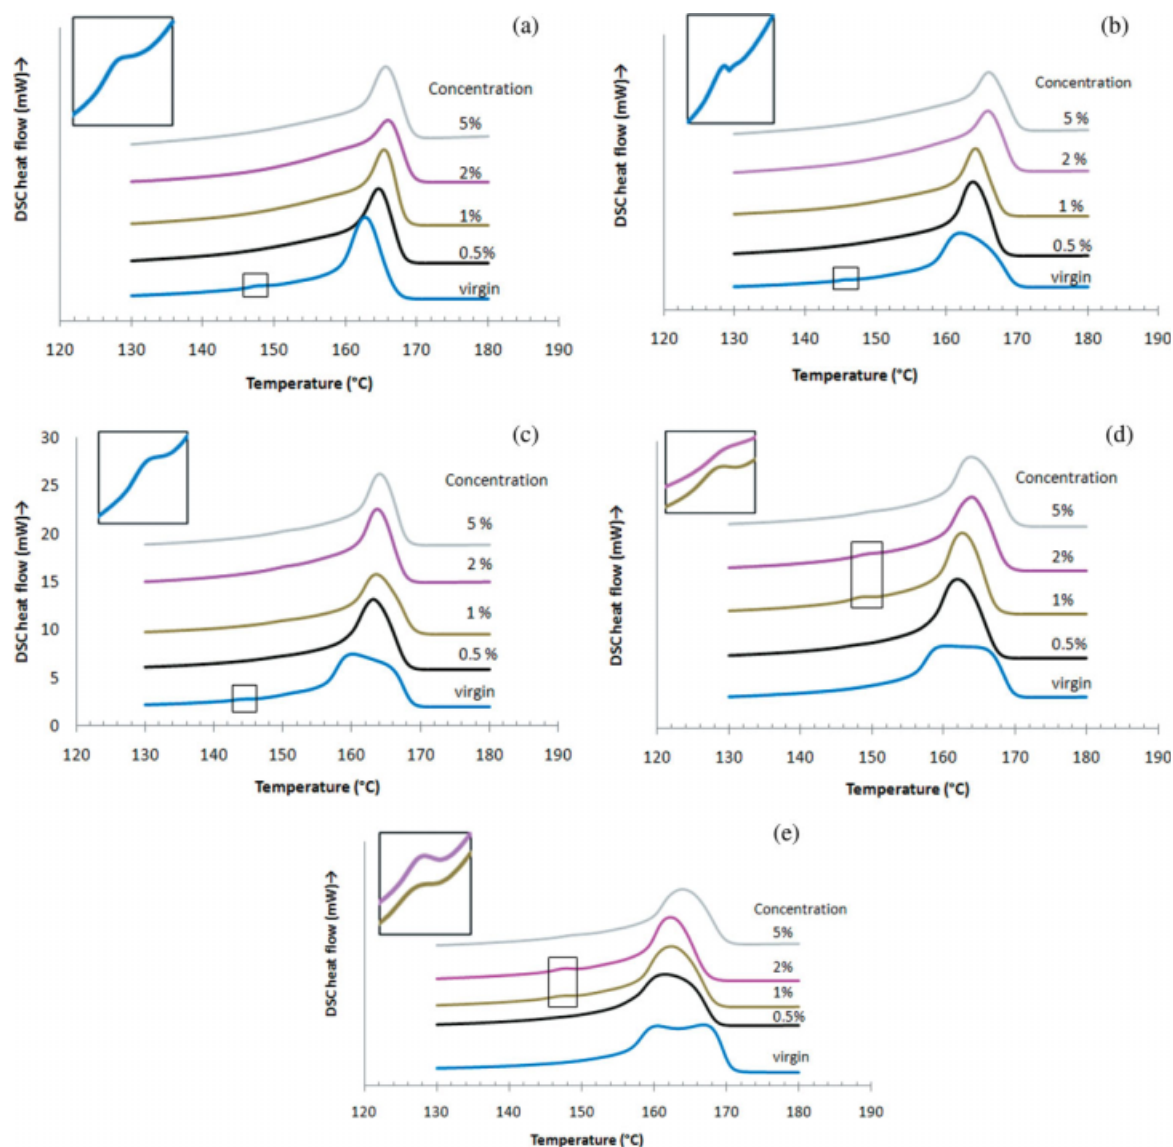 (a)
DSC heat flow (mW)→
Concentration
5%
2%
1%
0.5%
virgin
120 130 140 150 160 170 180 190
Temperature (°C)
(b)
DSC heat flow (mW)→
Concentration
5 %
2 %
1 %
0.5%
virgin
120 130 140 150 160 170 180 190
Temperature (°C)
(c)
DSC heat flow (mW)→
30
25
20
15
10
5
0
Concentration
5 %
2 %
1 %
0.5 %
virgin
120 130 140 150 160 170 180 190
Temperature (°C)
(d)
DSC heat flow (mW)→
Concentration
5%
2%
1%
0.5%
virgin
120 130 140 150 160 170 180 190
Temperature (°C)
(e)
DSC heat flow (mW)→
Concentration
5%
2%
1%
0.5%
virgin
120 130 140 150 160 170 180 190
Temperature (°C)